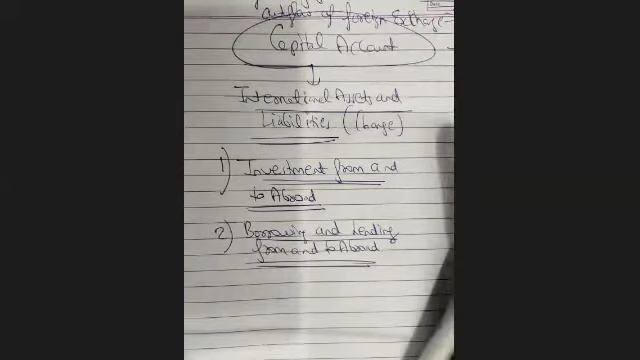 outflow of foreign Exchange-
Capital Account
International Assets and
Liabilities (Change)
1) Investment from and
to Abroad
2) Borrowing and Lending
from and to Abroad